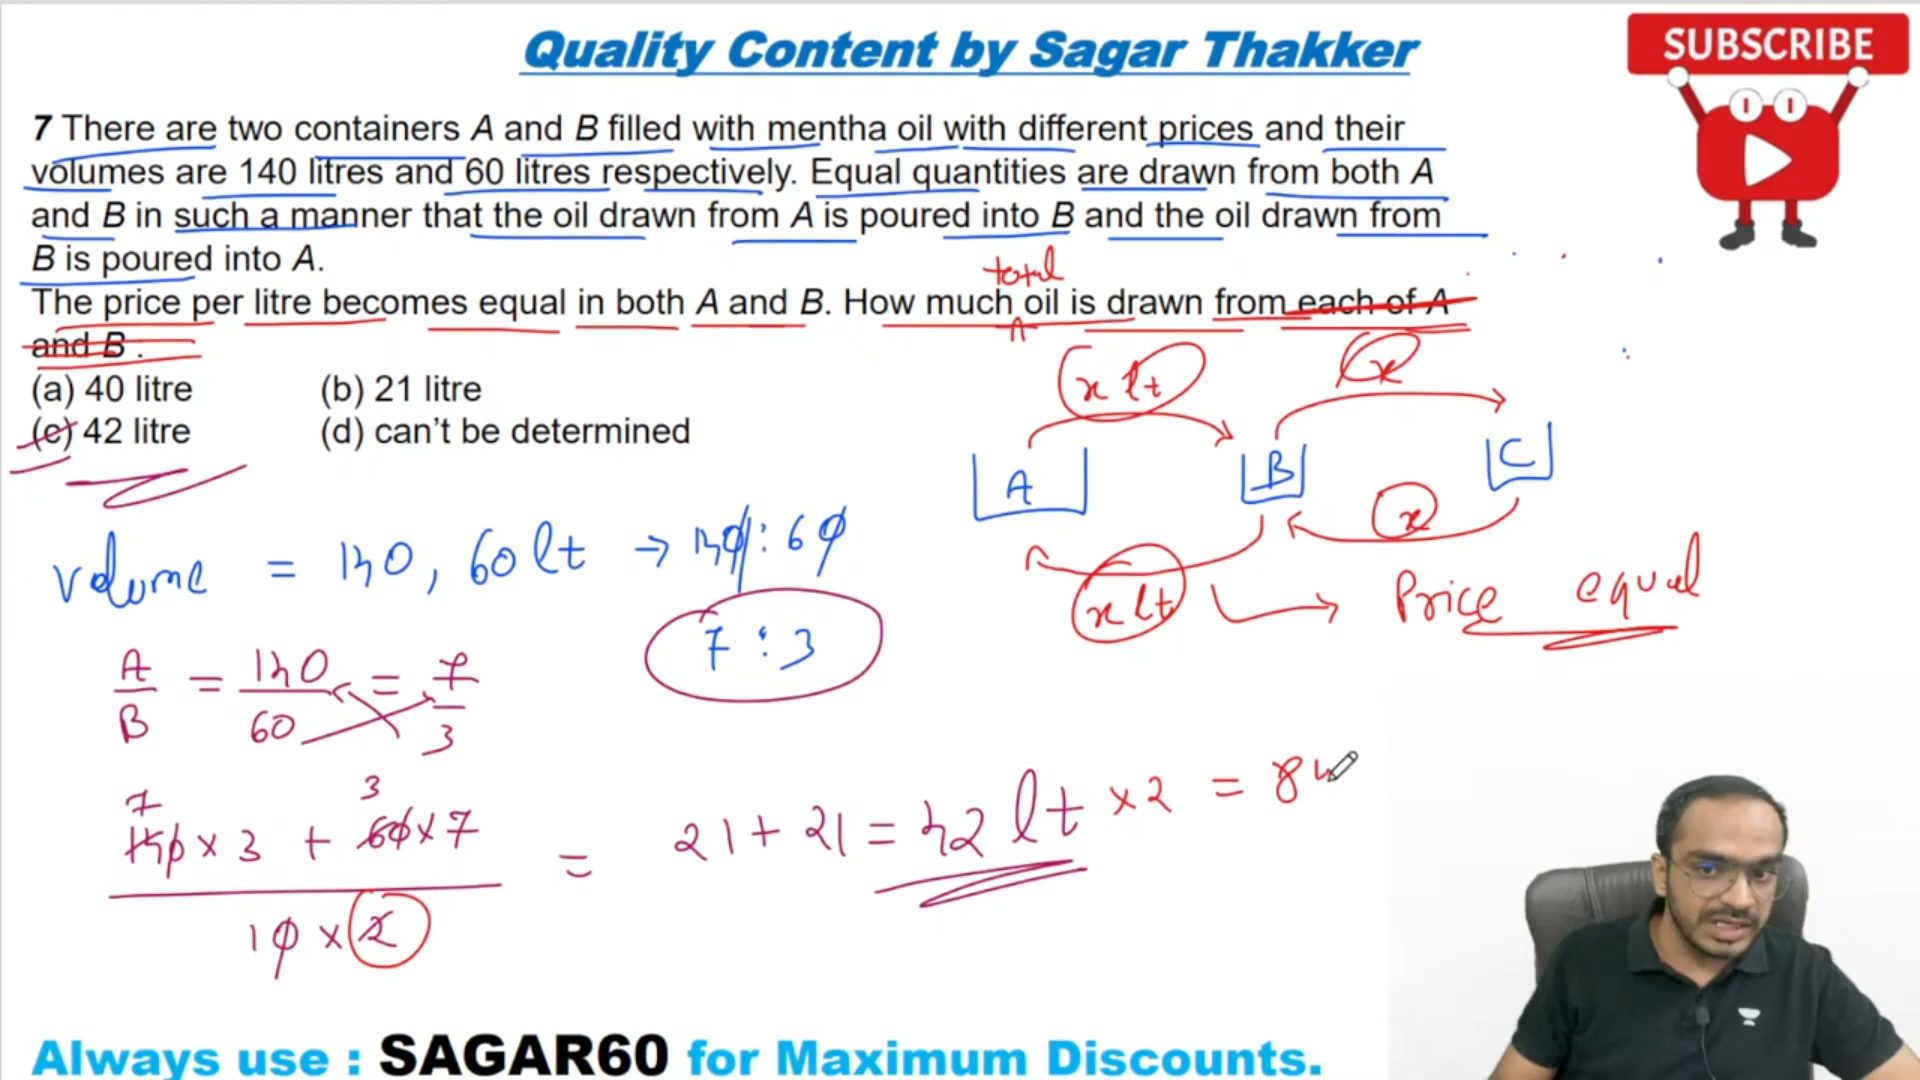 Quality Content by Sagar Thakker
SUBSCRIBE
7 There are two containers A and B filled with mentha oil with different prices and their
volumes are 140 litres and 60 litres respectively. Equal quantities are drawn from both A
and B in such a manner that the oil drawn from A is poured into B and the oil drawn from
B is poured into A.
total
The price per litre becomes equal in both A and B. How much oil is drawn from each of A
and B .
(a) 40 litre (b) 21 litre
(c) 42 litre (d) can't be determined
x lt x
A B C
x
x lt
Price equal
volume = 140, 60 lt → 140 : 60
7 : 3
A/B = 140/60 = 7/3
7 3
140 × 3 + 60 × 7
10 × 2
= 21 + 21 = 42 lt × 2 = 84
Always use : SAGAR60 for Maximum Discounts.